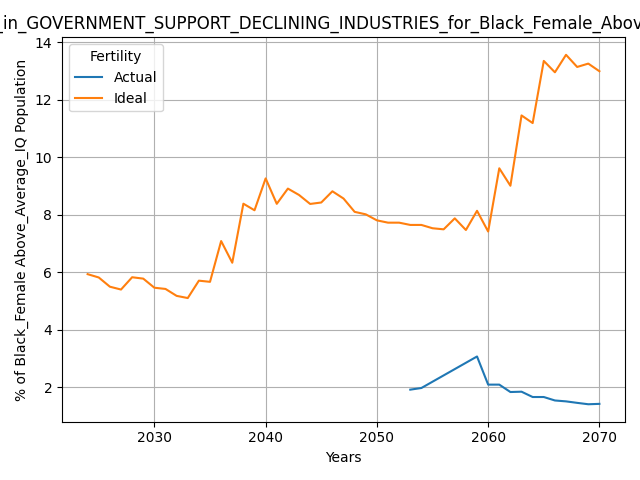 _in_GOVERNMENT_SUPPORT_DECLINING_INDUSTRIES_for_Black_Female_Abov
Fertility
Actual
Ideal
% of Black_Female Above_Average_IQ Population
14
12
10
8
6
4
2
2030 2040 2050 2060 2070
Years